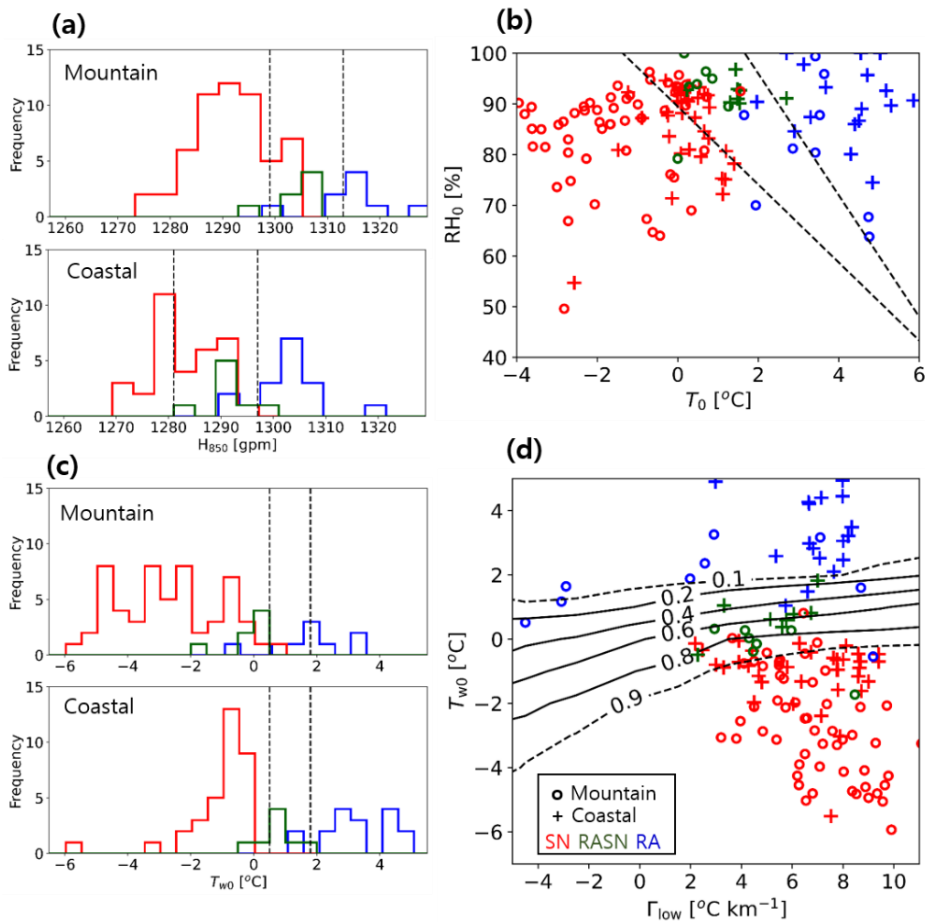 (a)
15
Mountain
10
Frequency
5
0
1260 1270 1280 1290 1300 1310 1320
15
Coastal
10
Frequency
5
0
1260 1270 1280 1290 1300 1310 1320
H850 [gpm]
(b)
100
90
80
RH0 [%]
70
60
50
40
-4 -2 0 2 4 6
T0 [°C]
(c)
15
Mountain
10
Frequency
5
0
-6 -4 -2 0 2 4
15
Coastal
10
Frequency
5
0
-6 -4 -2 0 2 4
Tw0 [°C]
(d)
4
2
0
Tw0 [°C]
-2
-4
-6
0.1
0.2
0.4
0.6
0.8
0.9
Mountain
Coastal
SN RASN RA
-4 -2 0 2 4 6 8 10
Γlow [°C km⁻¹]